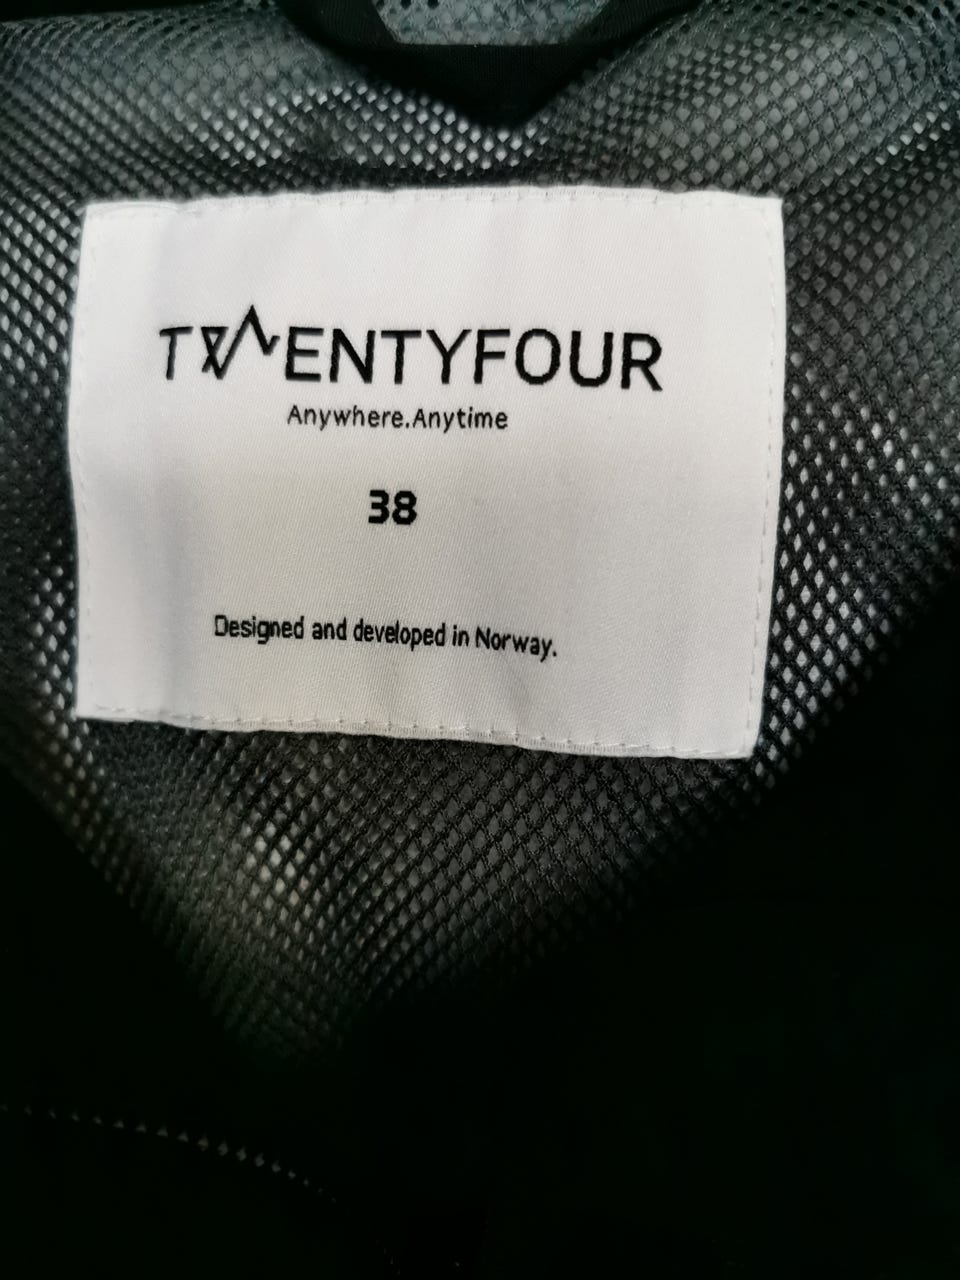 TWENTYFOUR
Anywhere.Anytime
38
Designed and developed in Norway.